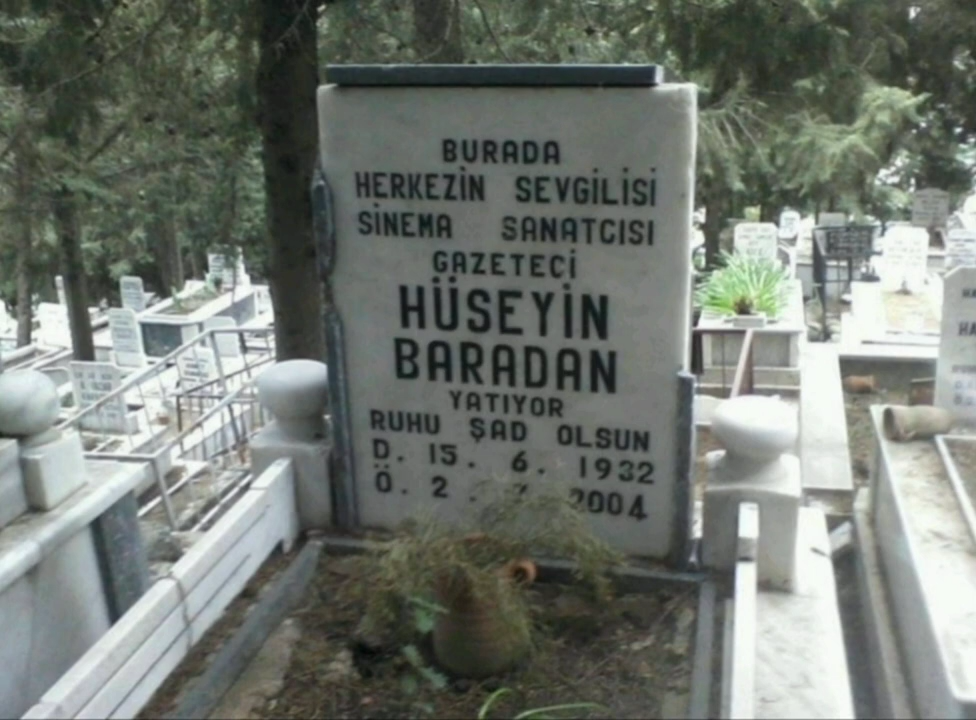 BURADA
HERKEZİN SEVGİLİSİ
SİNEMA SANATCISI
GAZETECİ
HÜSEYİN
BARADAN
YATIYOR
RUHU ŞAD OLSUN
D. 15. 6. 1932
Ö. 2. 2004